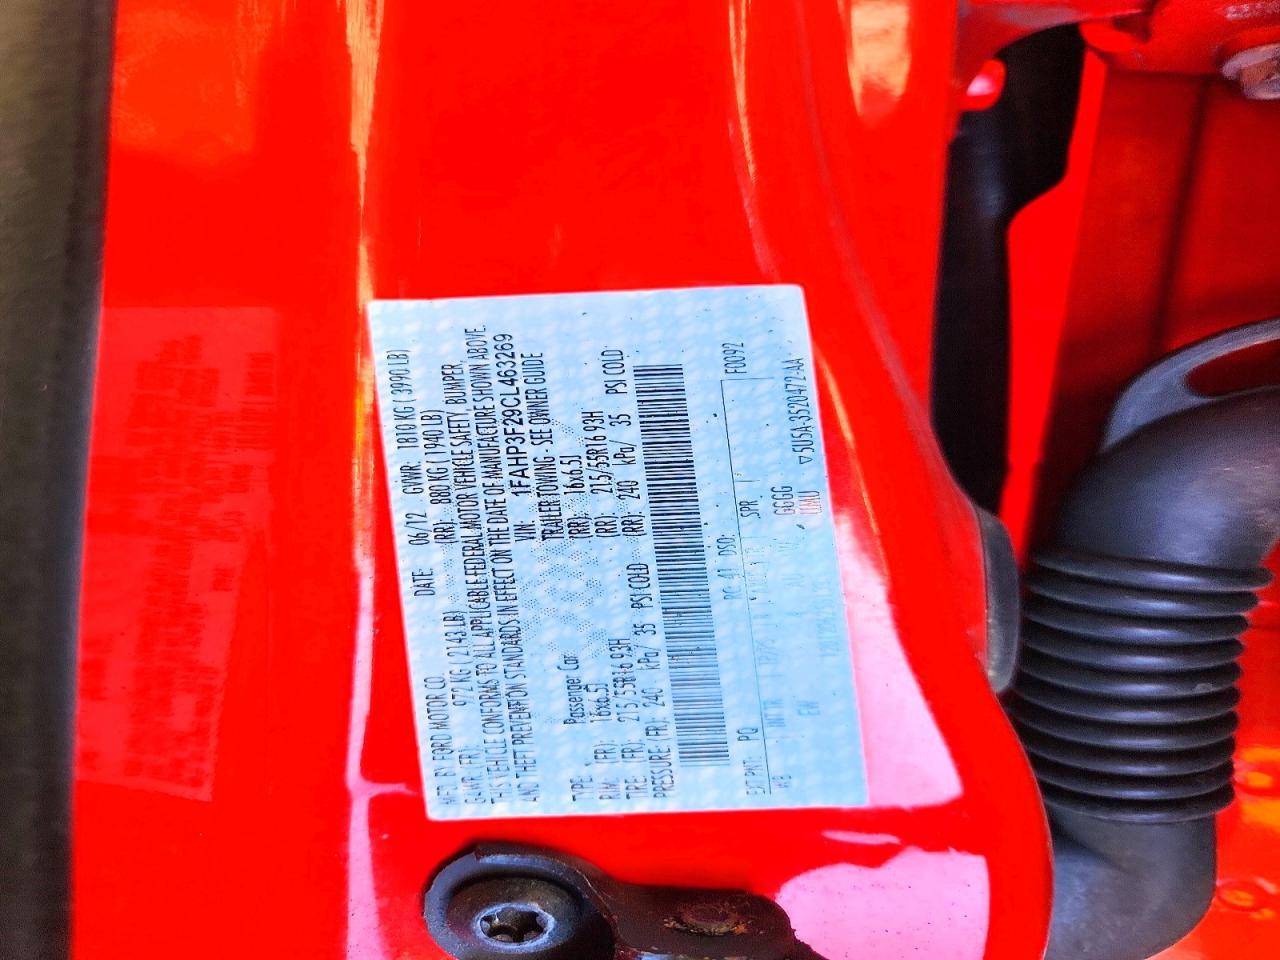 MFD. BY FORD MOTOR CO. DATE: 06/12 GVWR: 1810 KG ( 3990 LB)
GAWR: FR): 972 KG ( 2143 LB) (RR): 880 KG ( 1940 LB)
THIS VEHICLE CONFORMS TO ALL APPLICABLE FEDERAL MOTOR VEHICLE SAFETY, BUMPER,
AND THEFT PREVENTION STANDARDS IN EFFECT ON THE DATE OF MANUFACTURE SHOWN ABOVE.
VIN: 1FAHP3F29CL463269
TYPE: Passenger Car TRAILER TOWING - SEE OWNER GUIDE
RIM: (FR): 16x6.5J (RR): 16x6.5J
TIRE: (FR): 215/55R16 93H (RR): 215/55R16 93H
PRESSURE (FR): 240 kPa/ 35 PSI COLD (RR): 240 kPa/ 35 PSI COLD
EXT PNT: PQ RC: 41 DSO: F0092
WB SPR
EW GGGG ▽5U5A-3520472-AA
UAU